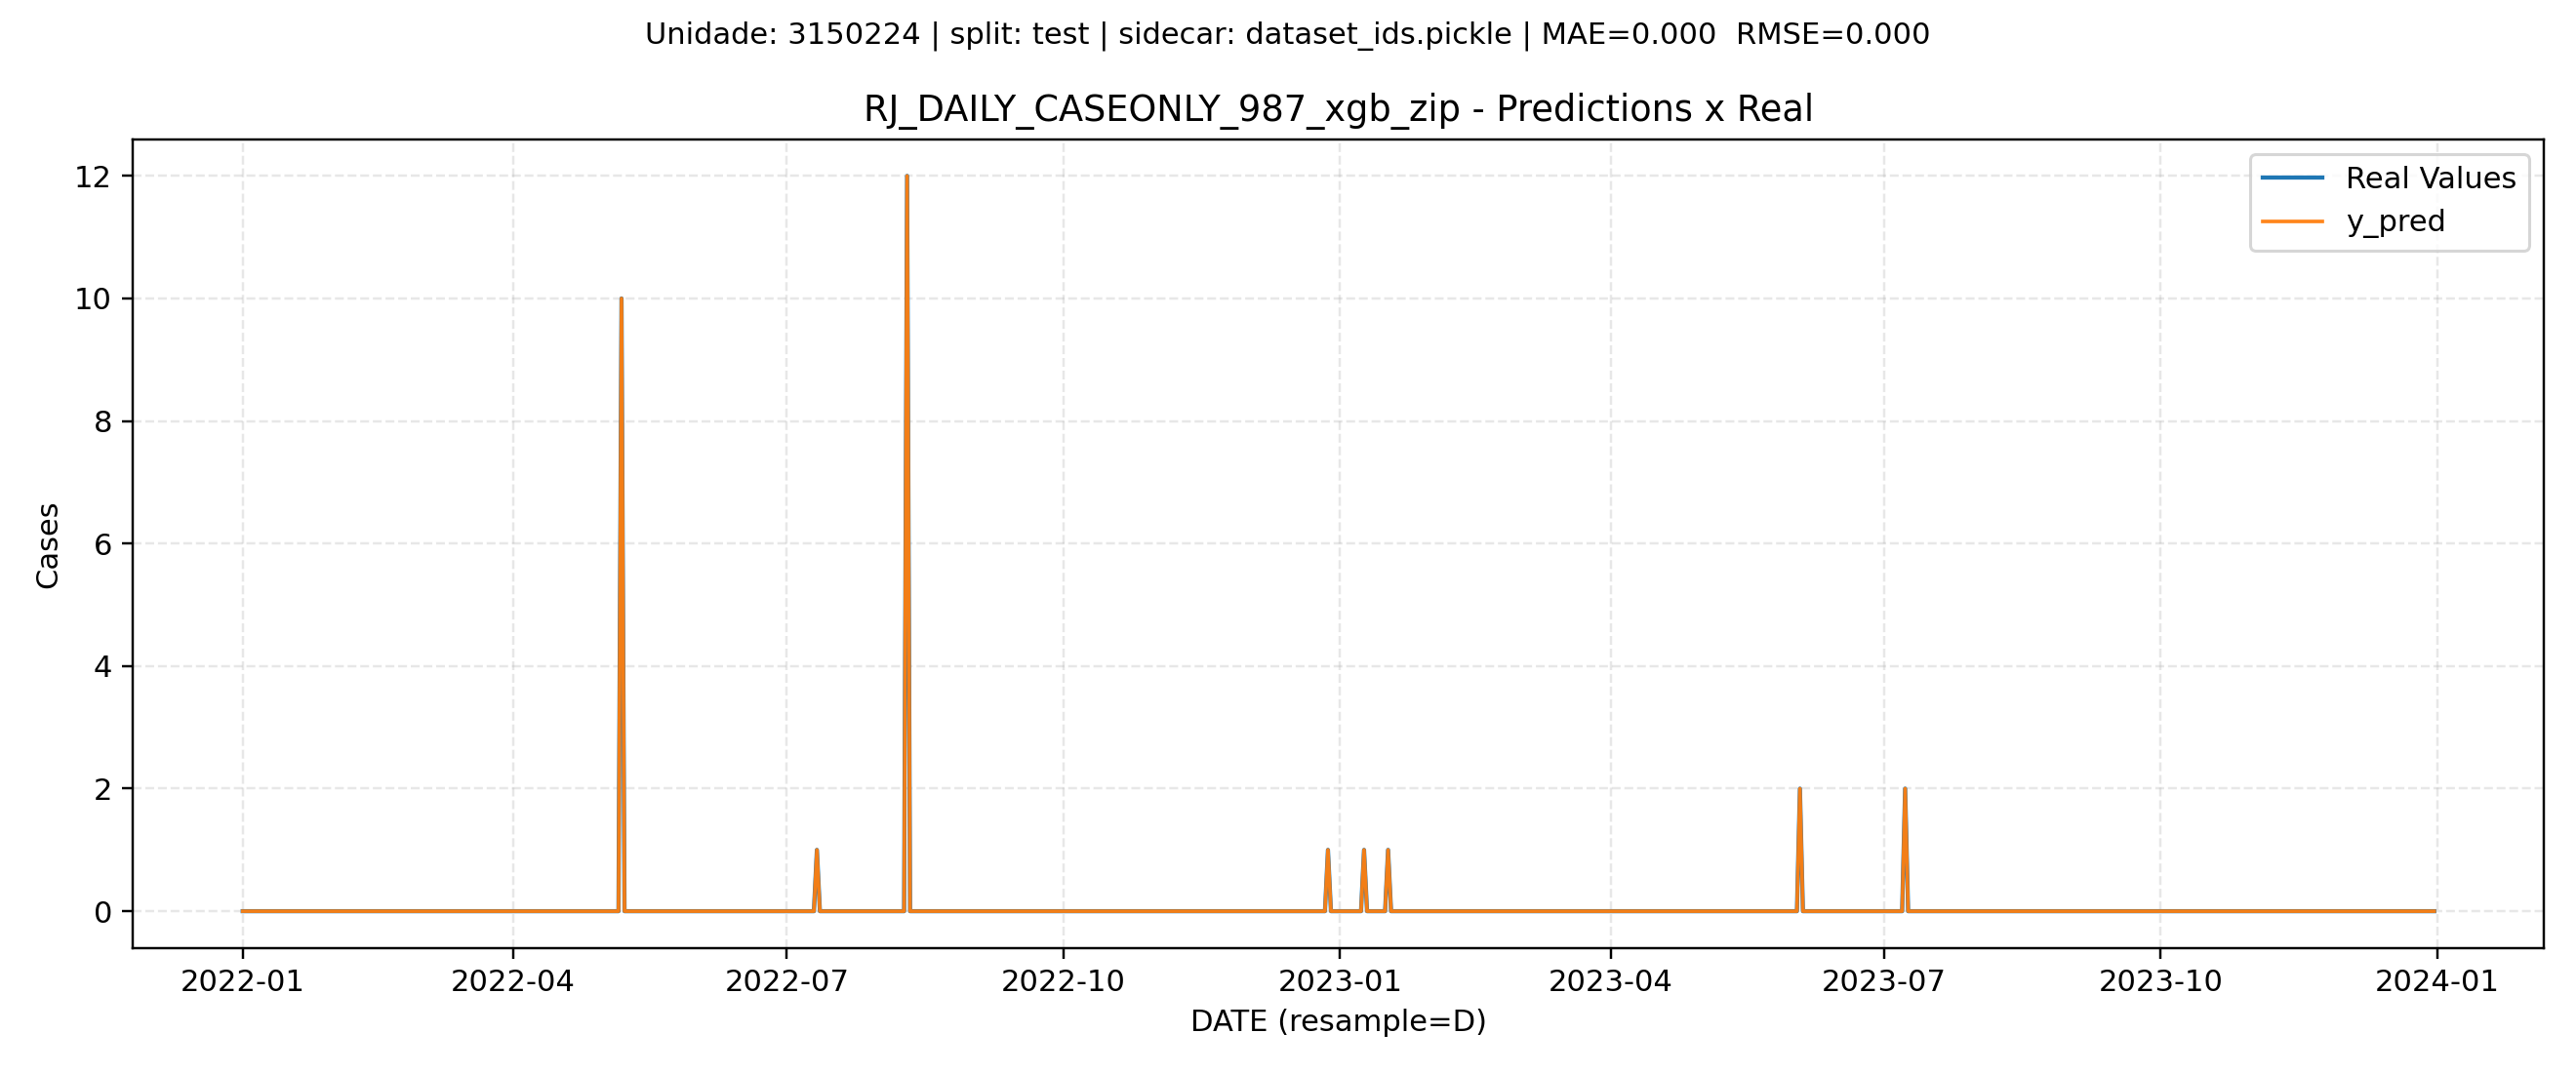 Unidade: 3150224 | split: test | sidecar: dataset_ids.pickle | MAE=0.000  RMSE=0.000
RJ_DAILY_CASEONLY_987_xgb_zip - Predictions x Real
Real Values
y_pred
12
10
8
6
4
2
0
Cases
2022-01 2022-04 2022-07 2022-10 2023-01 2023-04 2023-07 2023-10 2024-01
DATE (resample=D)